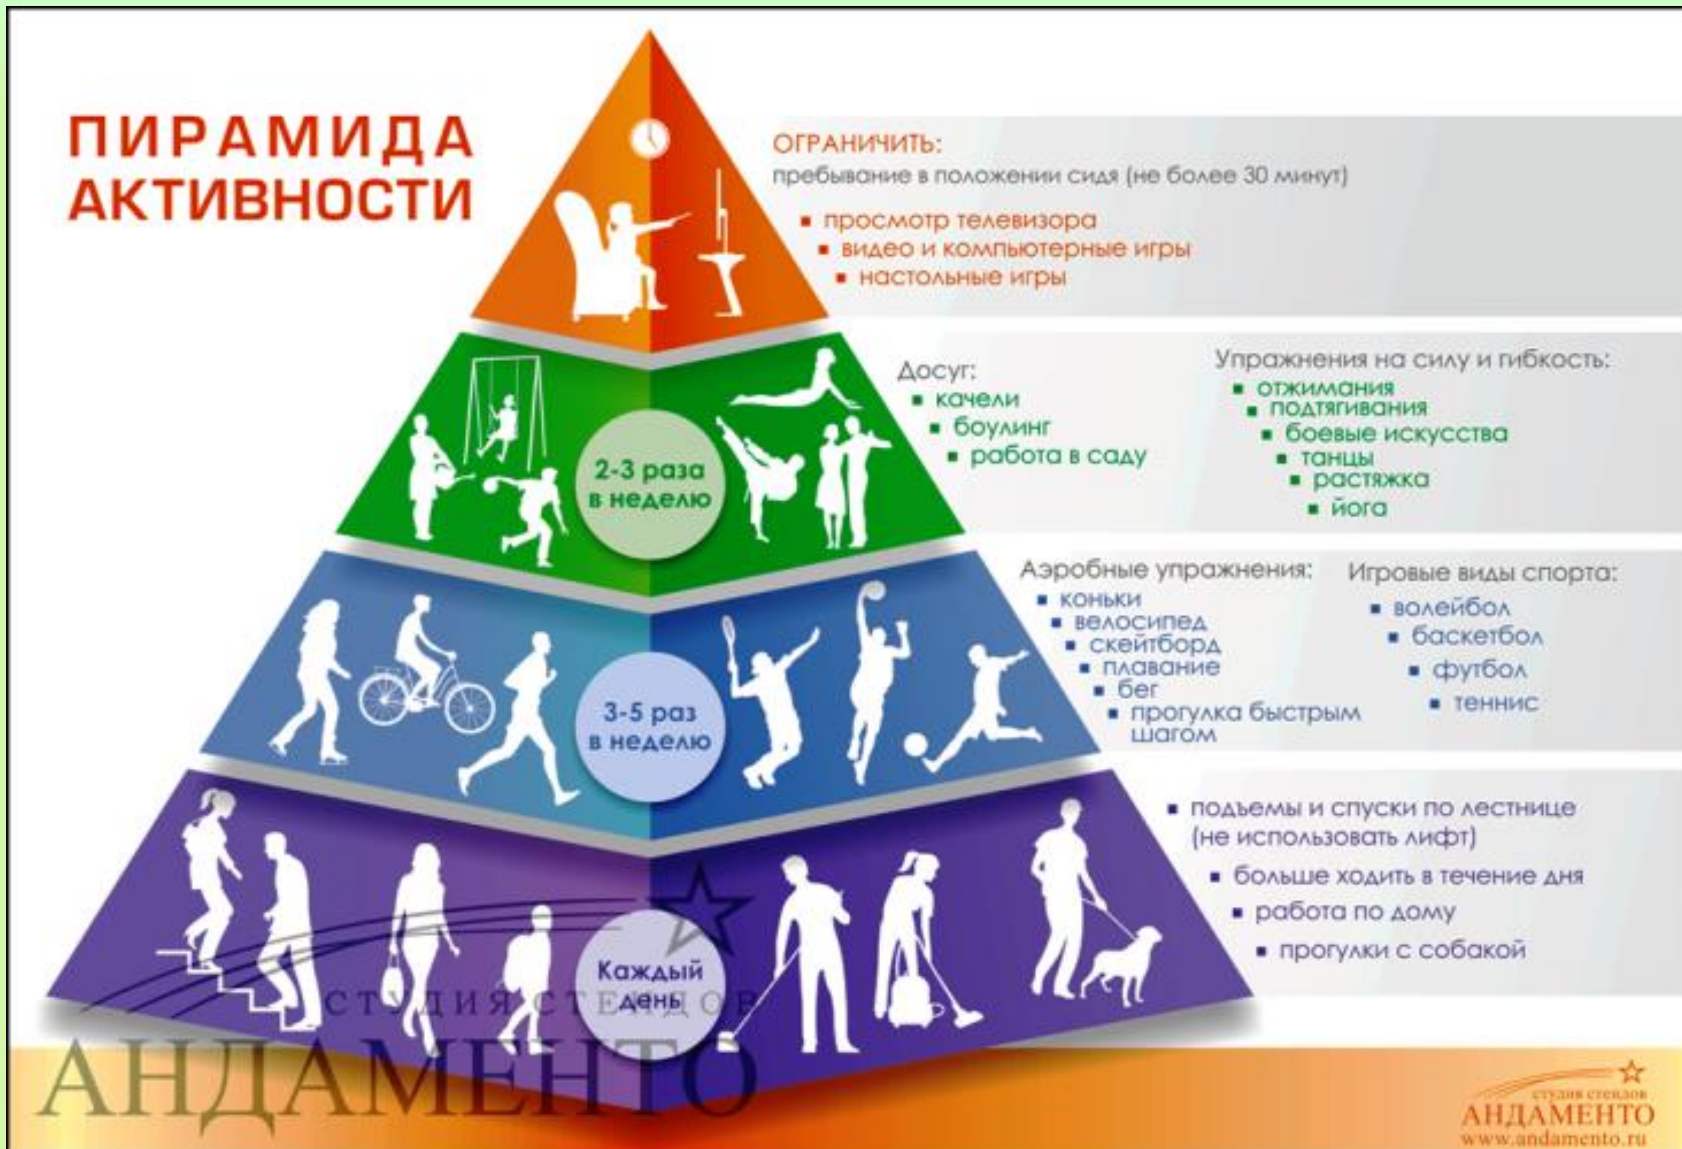 ПИРАМИДА
АКТИВНОСТИ
ОГРАНИЧИТЬ:
пребывание в положении сидя (не более 30 минут)
▪ просмотр телевизора
▪ видео и компьютерные игры
▪ настольные игры
2-3 раза
в неделю
Досуг:
▪ качели
▪ боулинг
▪ работа в саду
Упражнения на силу и гибкость:
▪ отжимания
▪ подтягивания
▪ боевые искусства
▪ танцы
▪ растяжка
▪ йога
3-5 раз
в неделю
Аэробные упражнения:
▪ коньки
▪ велосипед
▪ скейтборд
▪ плавание
▪ бег
▪ прогулка быстрым
шагом
Игровые виды спорта:
▪ волейбол
▪ баскетбол
▪ футбол
▪ теннис
Каждый
день
▪ подъемы и спуски по лестнице
(не использовать лифт)
▪ больше ходить в течение дня
▪ работа по дому
▪ прогулки с собакой
СТУДИЯ СТЕНДОВ
АНДАМЕНТО
студия стендов
АНДАМЕНТО
www.andamento.ru